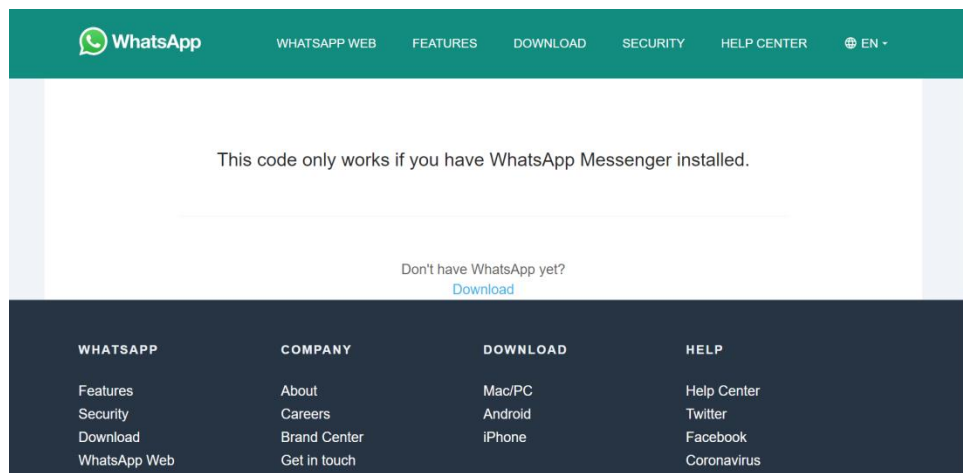 WhatsApp WHATSAPP WEB FEATURES DOWNLOAD SECURITY HELP CENTER EN
This code only works if you have WhatsApp Messenger installed.
Don't have WhatsApp yet?
Download
WHATSAPP COMPANY DOWNLOAD HELP
Features About Mac/PC Help Center
Security Careers Android Twitter
Download Brand Center iPhone Facebook
WhatsApp Web Get in touch Coronavirus